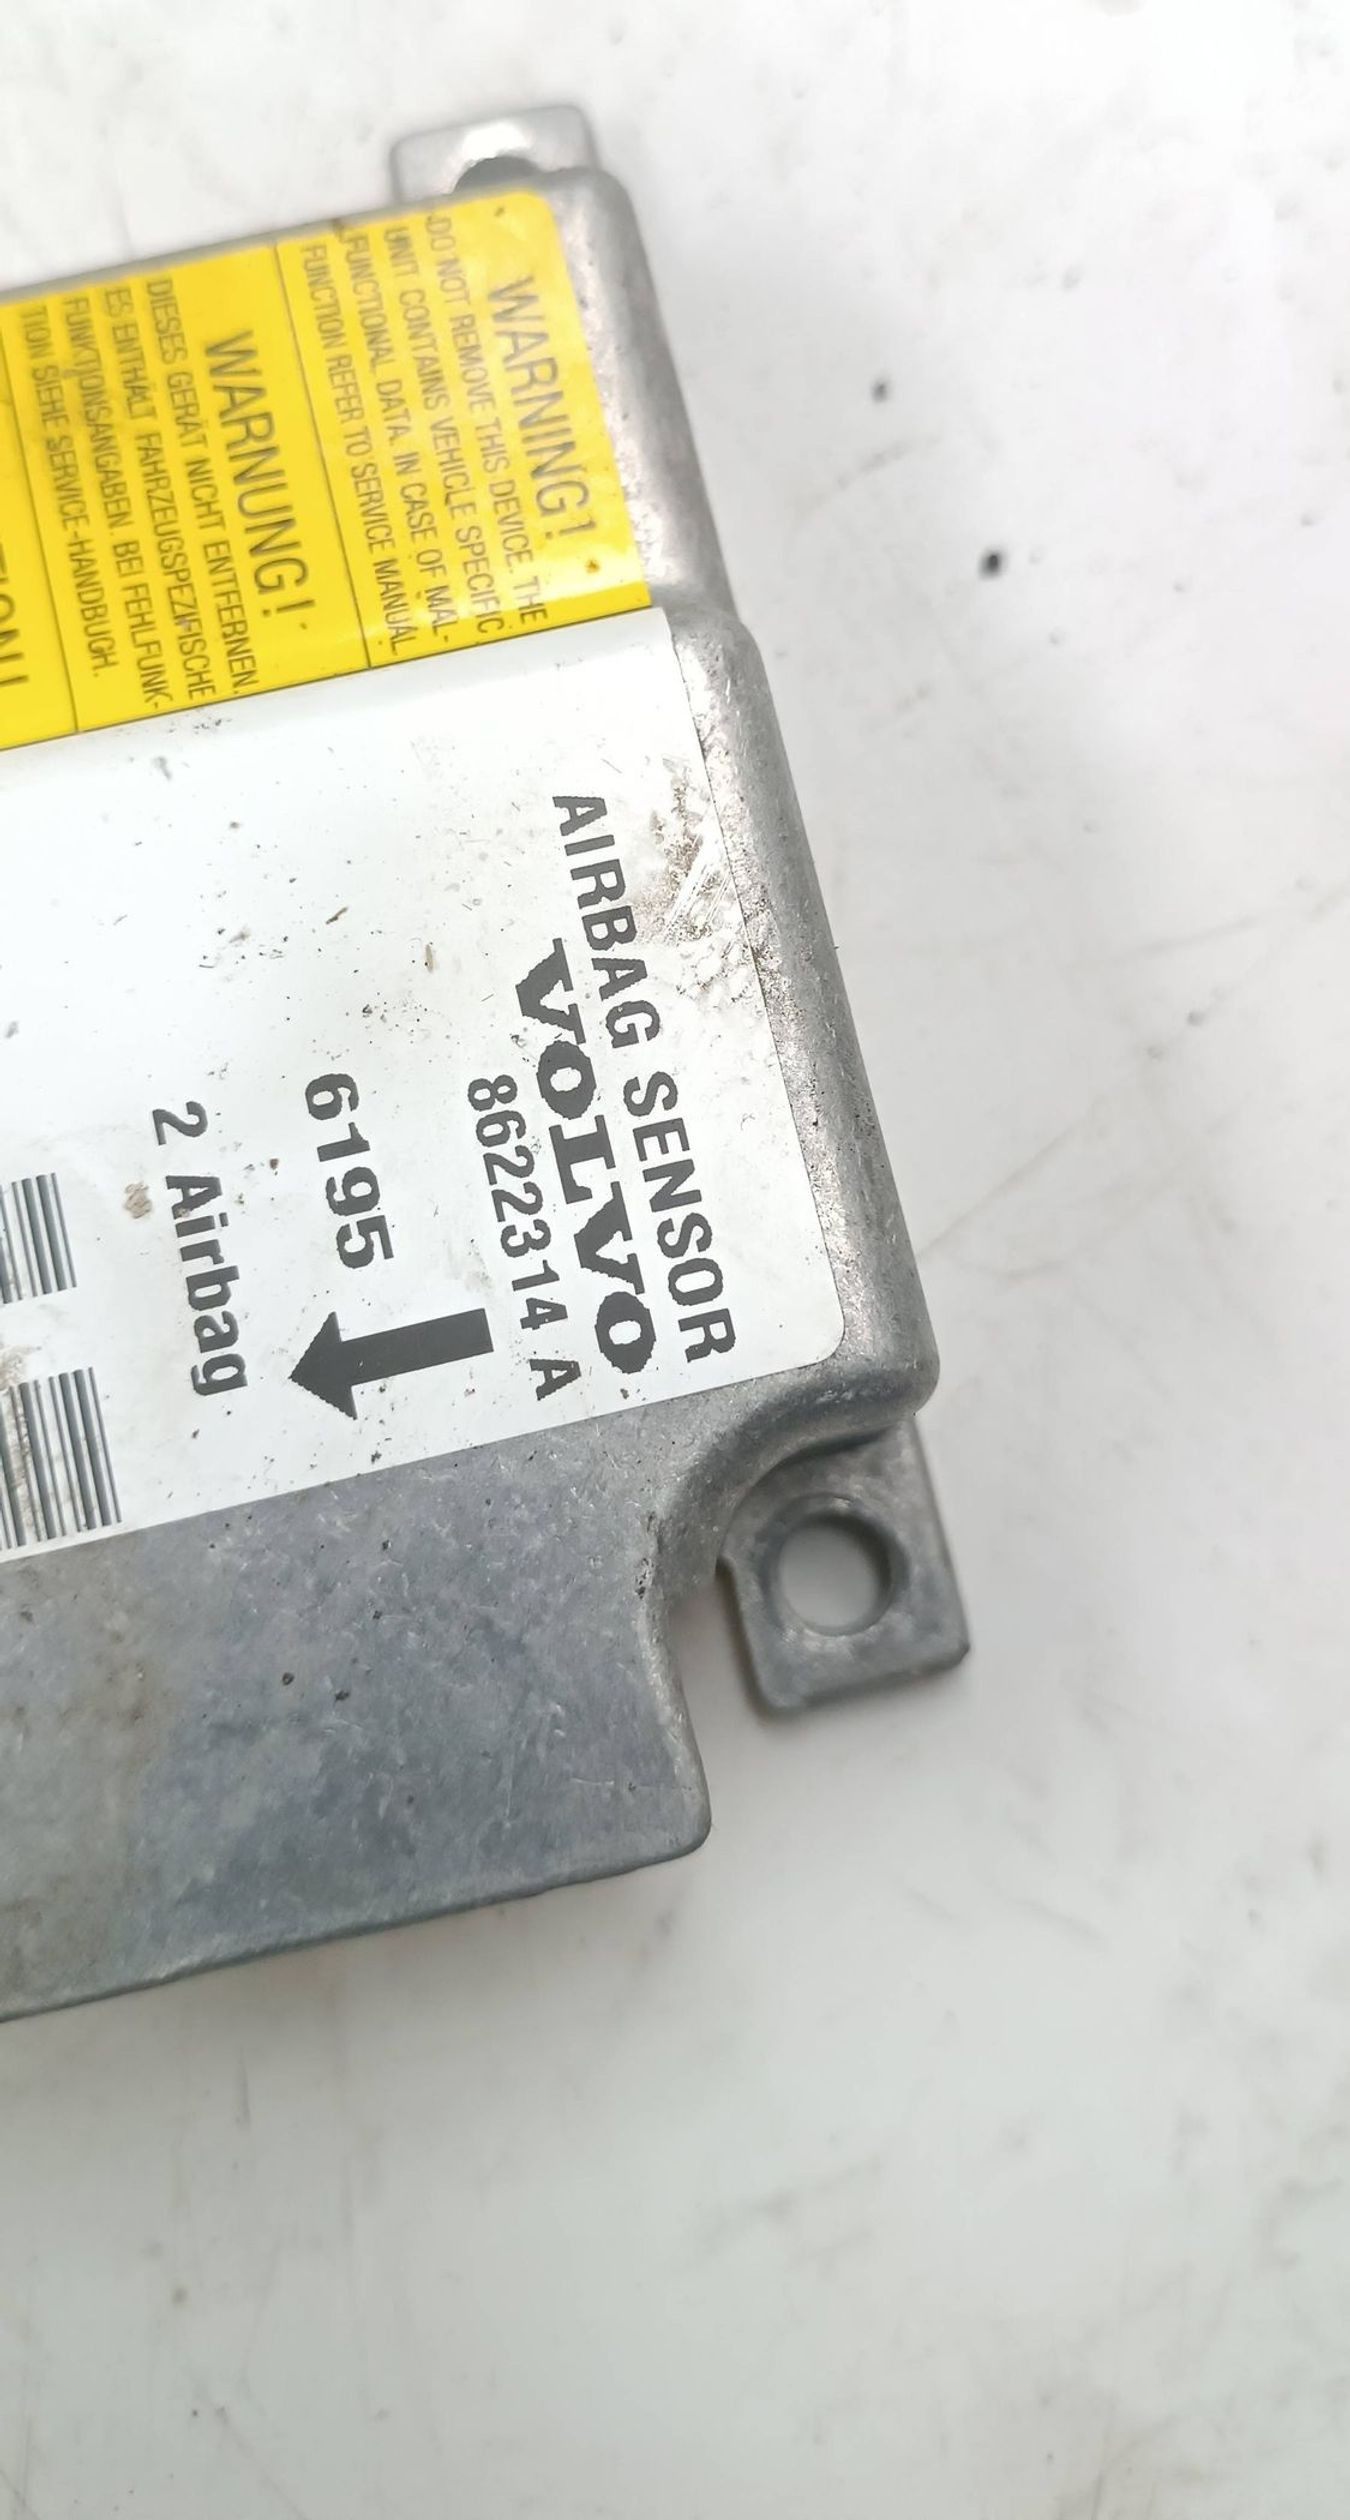 WARNING!
DO NOT REMOVE THIS DEVICE. THE
UNIT CONTAINS VEHICLE SPECIFIC
FUNCTIONAL DATA. IN CASE OF MAL-
FUNCTION REFER TO SERVICE MANUAL
WARNUNG!
DIESES GERÄT NICHT ENTFERNEN.
ES ENTHÄLT FAHRZEUGSPEZIFISCHE
FUNKTIONSANGABEN. BEI FEHLFUNK-
TION SIEHE SERVICE-HANDBUCH.
AIRBAG SENSOR
VOLVO
8622314 A
6195
2 Airbag